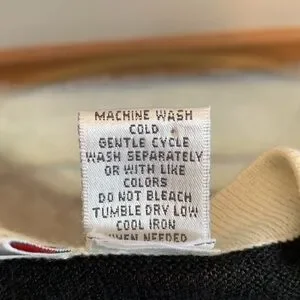 MACHINE WASH
COLD
GENTLE CYCLE
WASH SEPARATELY
OR WITH LIKE
COLORS
DO NOT BLEACH
TUMBLE DRY LOW
COOL IRON
WHEN NEEDED